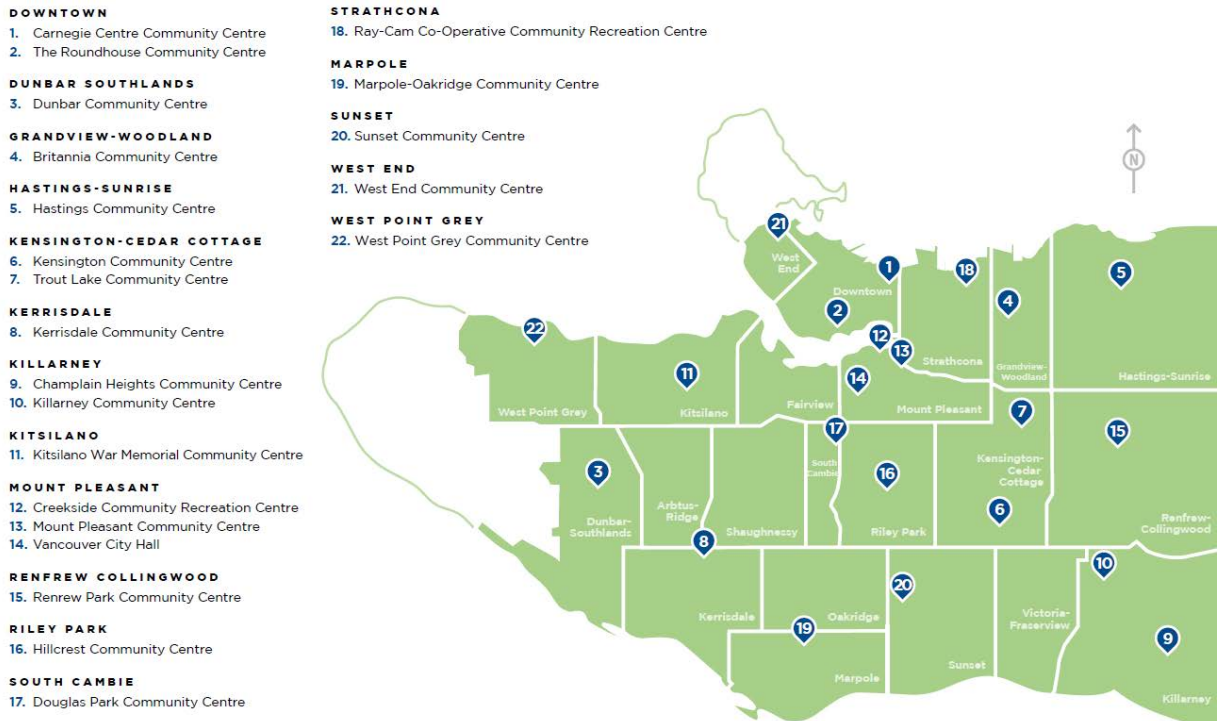 DOWNTOWN
1. Carnegie Centre Community Centre
2. The Roundhouse Community Centre
DUNBAR SOUTHLANDS
3. Dunbar Community Centre
GRANDVIEW-WOODLAND
4. Britannia Community Centre
HASTINGS-SUNRISE
5. Hastings Community Centre
KENSINGTON-CEDAR COTTAGE
6. Kensington Community Centre
7. Trout Lake Community Centre
KERRISDALE
8. Kerrisdale Community Centre
KILLARNEY
9. Champlain Heights Community Centre
10. Killarney Community Centre
KITSILANO
11. Kitsilano War Memorial Community Centre
MOUNT PLEASANT
12. Creekside Community Recreation Centre
13. Mount Pleasant Community Centre
14. Vancouver City Hall
RENFREW COLLINGWOOD
15. Renrew Park Community Centre
RILEY PARK
16. Hillcrest Community Centre
SOUTH CAMBIE
17. Douglas Park Community Centre
STRATHCONA
18. Ray-Cam Co-Operative Community Recreation Centre
MARPOLE
19. Marpole-Oakridge Community Centre
SUNSET
20. Sunset Community Centre
WEST END
21. West End Community Centre
WEST POINT GREY
22. West Point Grey Community Centre
N
21
West
End
1
Downtown
2
18
Strathcona
4
Grandview-
Woodland
5
Hastings-Sunrise
22
West Point Grey
11
Kitsilano
Fairview
12
13
14
Mount Pleasant
17
South
Cambie
3
Dunbar-
Southlands
Arbtus-
Ridge
8
Shaughnessy
16
Riley Park
7
Kensington-
Cedar
Cottage
6
15
Renfrew-
Collingwood
Kerrisdale
Oakridge
19
Marpole
20
Sunset
Victoria-
Fraserview
10
9
Killarney